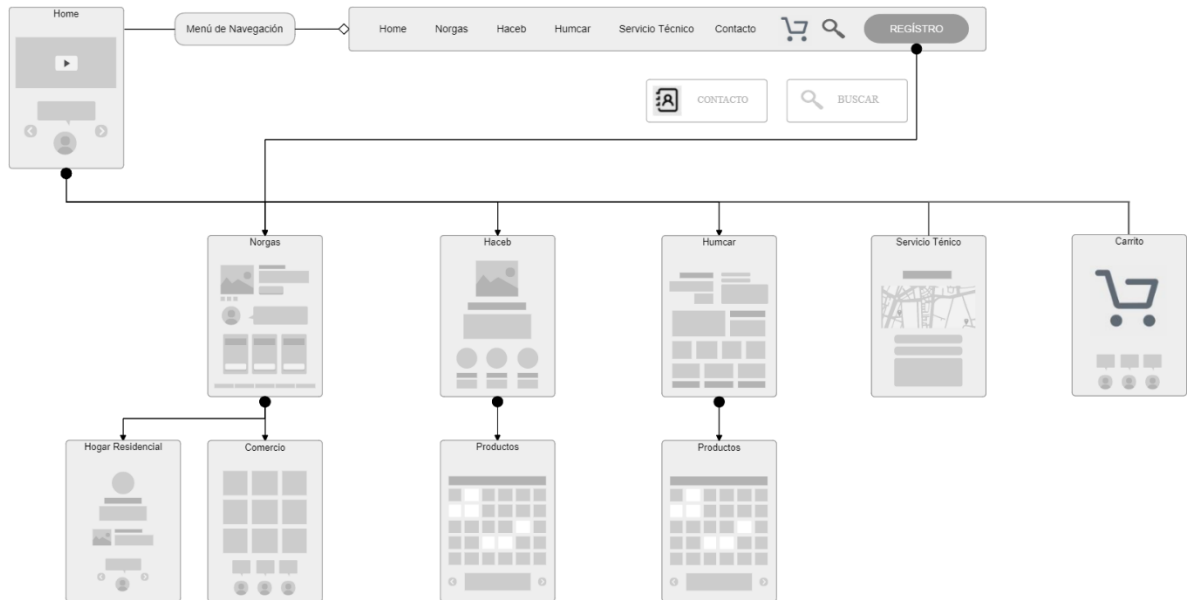 Home
Menú de Navegación
Home Norgas Haceb Humcar Servicio Técnico Contacto REGÍSTRO
CONTACTO BUSCAR
Norgas Haceb Humcar Servicio Ténico Carrito
Hogar Residencial Comercio Productos Productos